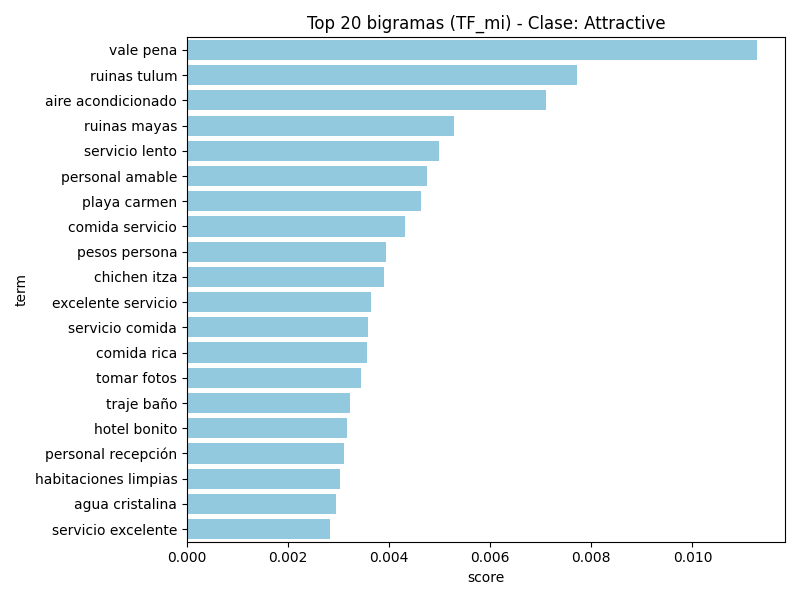 Top 20 bigramas (TF_mi) - Clase: Attractive
vale pena
ruinas tulum
aire acondicionado
ruinas mayas
servicio lento
personal amable
playa carmen
comida servicio
pesos persona
chichen itza
excelente servicio
servicio comida
comida rica
tomar fotos
traje baño
hotel bonito
personal recepción
habitaciones limpias
agua cristalina
servicio excelente
term
0.000 0.002 0.004 0.006 0.008 0.010
score